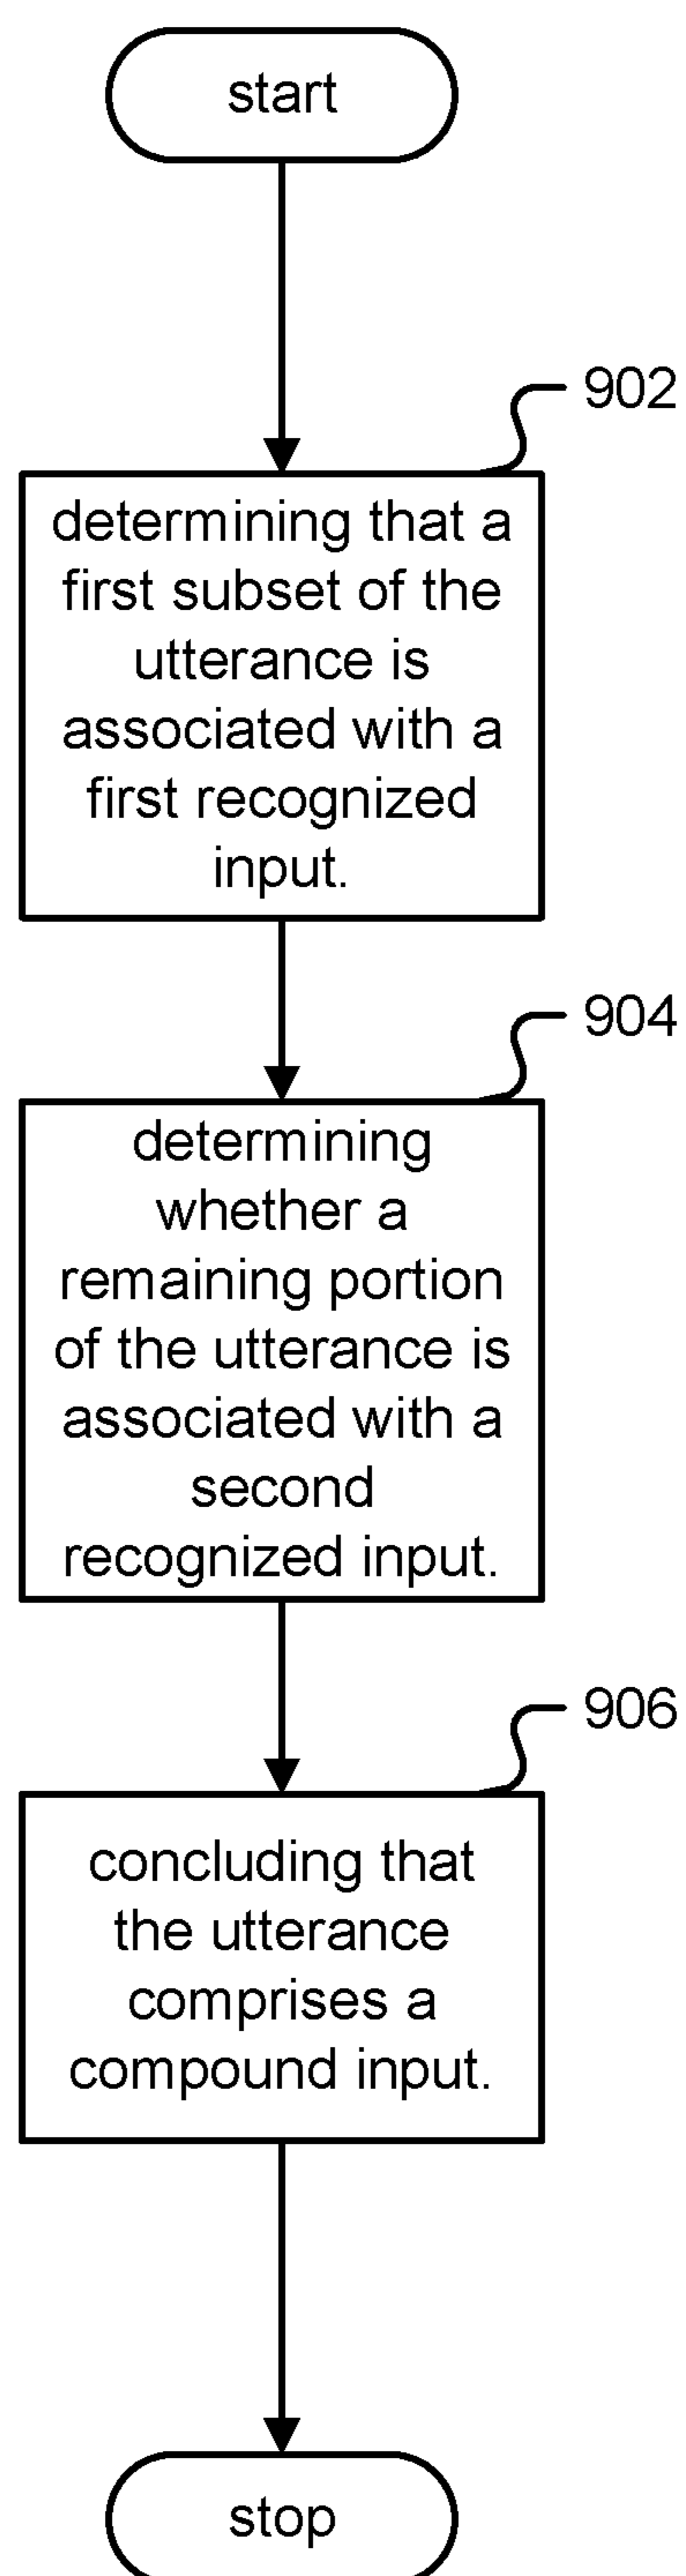 start
902
determining that a
first subset of the
utterance is
associated with a
first recognized
input.
904
determining
whether a
remaining portion
of the utterance is
associated with a
second
recognized input.
906
concluding that
the utterance
comprises a
compound input.
stop